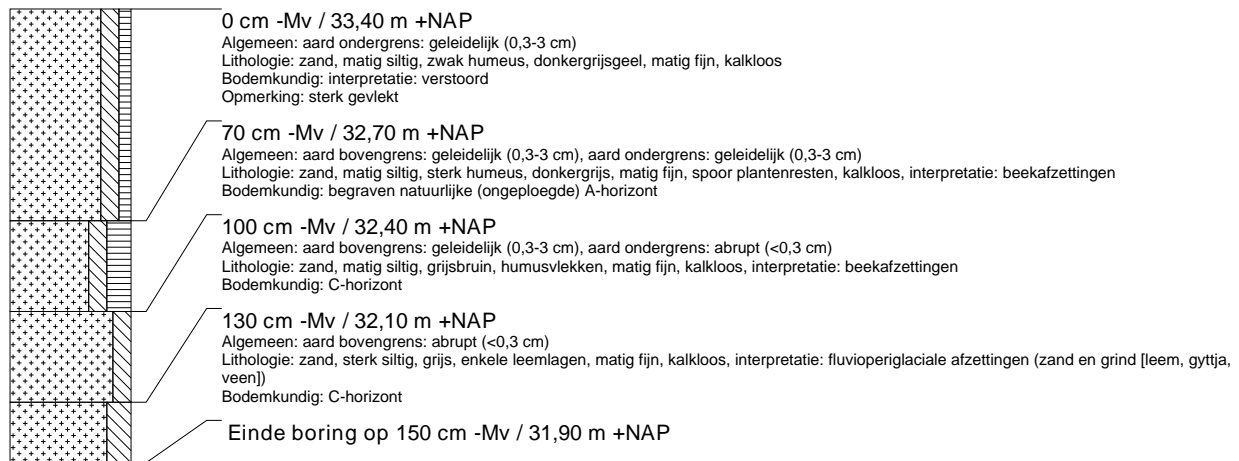 0 cm -Mv / 33,40 m +NAP
Algemeen: aard ondergrens: geleidelijk (0,3-3 cm)
Lithologie: zand, matig siltig, zwak humeus, donkergrijsgeel, matig fijn, kalkloos
Bodemkundig: interpretatie: verstoord
Opmerking: sterk gevlekt
70 cm -Mv / 32,70 m +NAP
Algemeen: aard bovengrens: geleidelijk (0,3-3 cm), aard ondergrens: geleidelijk (0,3-3 cm)
Lithologie: zand, matig siltig, sterk humeus, donkergrijs, matig fijn, spoor plantenresten, kalkloos, interpretatie: beekafzettingen
Bodemkundig: begraven natuurlijke (ongeploegde) A-horizont
100 cm -Mv / 32,40 m +NAP
Algemeen: aard bovengrens: geleidelijk (0,3-3 cm), aard ondergrens: abrupt (<0,3 cm)
Lithologie: zand, matig siltig, grijsbruin, humusvlekken, matig fijn, kalkloos, interpretatie: beekafzettingen
Bodemkundig: C-horizont
130 cm -Mv / 32,10 m +NAP
Algemeen: aard bovengrens: abrupt (<0,3 cm)
Lithologie: zand, sterk siltig, grijs, enkele leemlagen, matig fijn, kalkloos, interpretatie: fluvioperiglaciale afzettingen (zand en grind [leem, gyttja,
veen])
Bodemkundig: C-horizont
Einde boring op 150 cm -Mv / 31,90 m +NAP